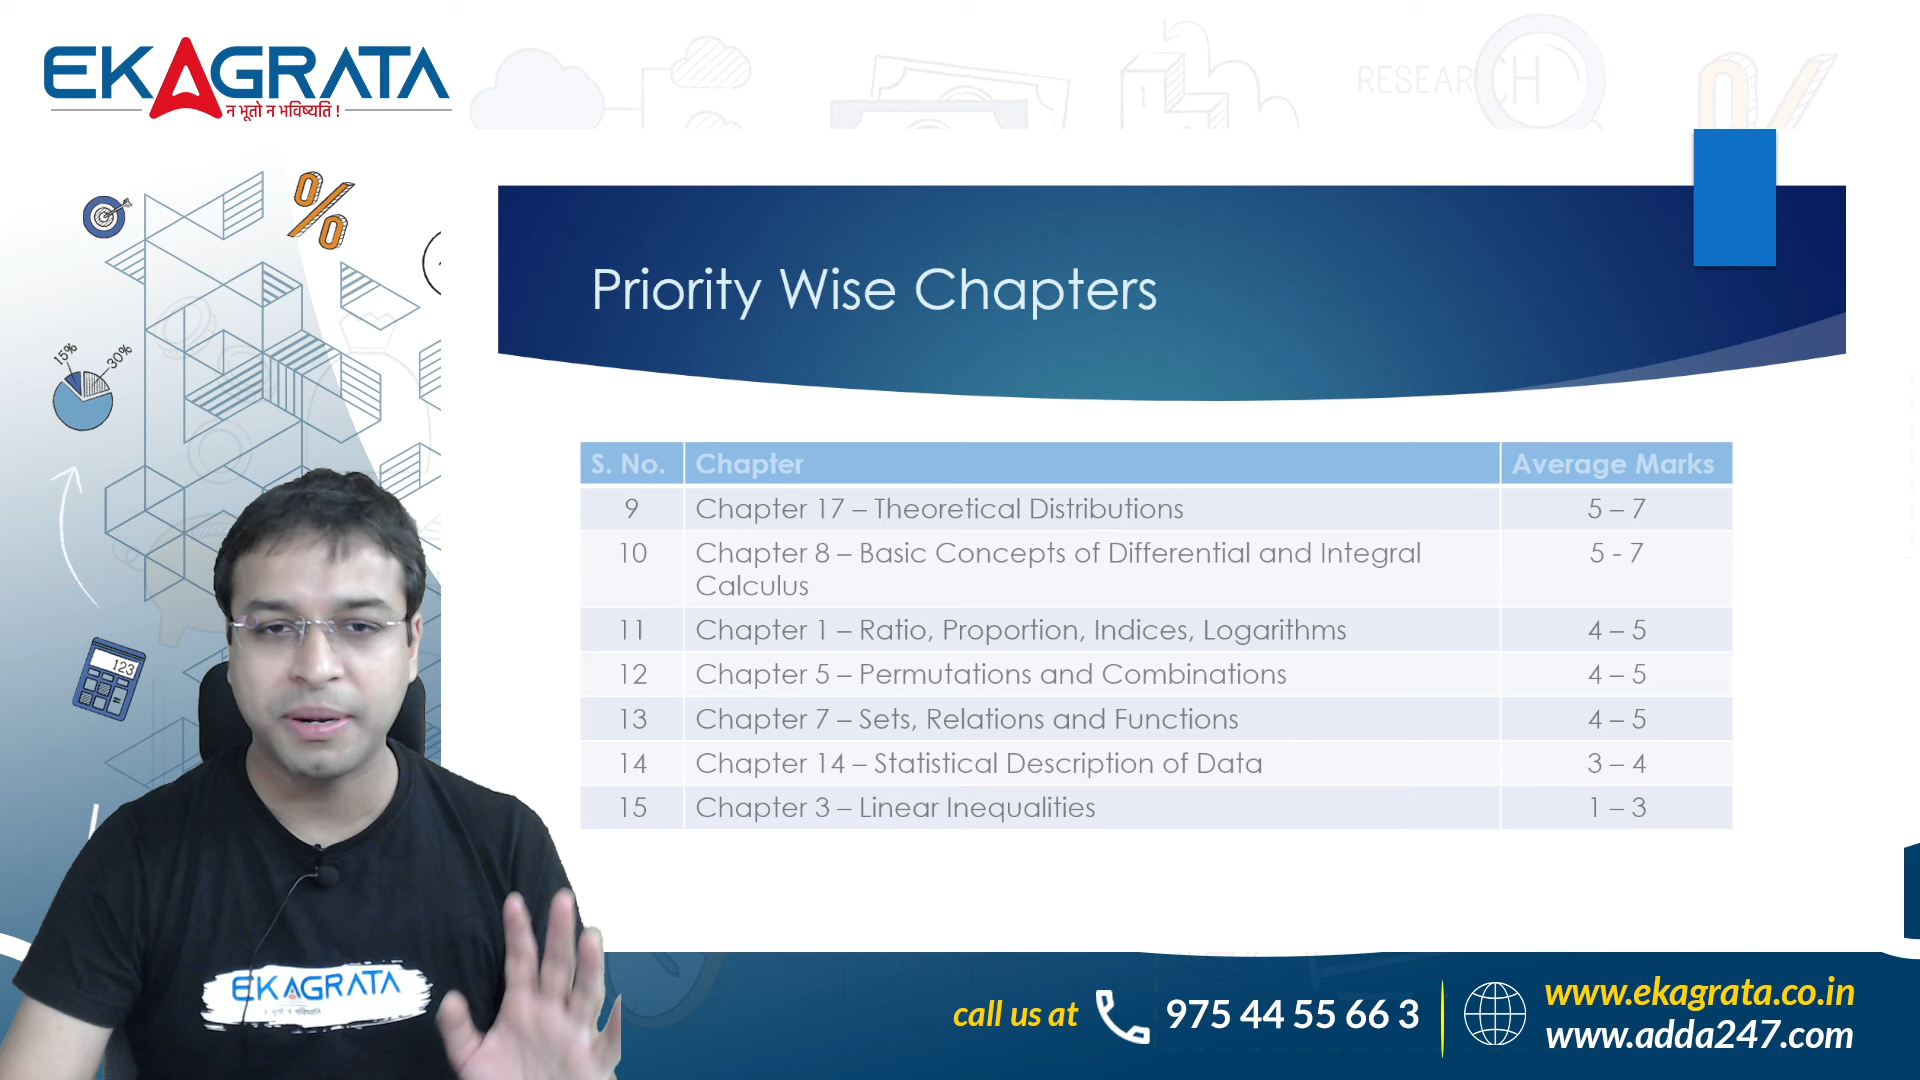 EKAGRATA
न भूतो न भविष्यति !
RESEARCH
1
15%
30%
123
Priority Wise Chapters
S. No. Chapter Average Marks
9 Chapter 17 – Theoretical Distributions 5 – 7
10 Chapter 8 – Basic Concepts of Differential and Integral 5 - 7
Calculus
11 Chapter 1 – Ratio, Proportion, Indices, Logarithms 4 – 5
12 Chapter 5 – Permutations and Combinations 4 – 5
13 Chapter 7 – Sets, Relations and Functions 4 – 5
14 Chapter 14 – Statistical Description of Data 3 – 4
15 Chapter 3 – Linear Inequalities 1 – 3
EKAGRATA
call us at 975 44 55 66 3
www.ekagrata.co.in
www.adda247.com